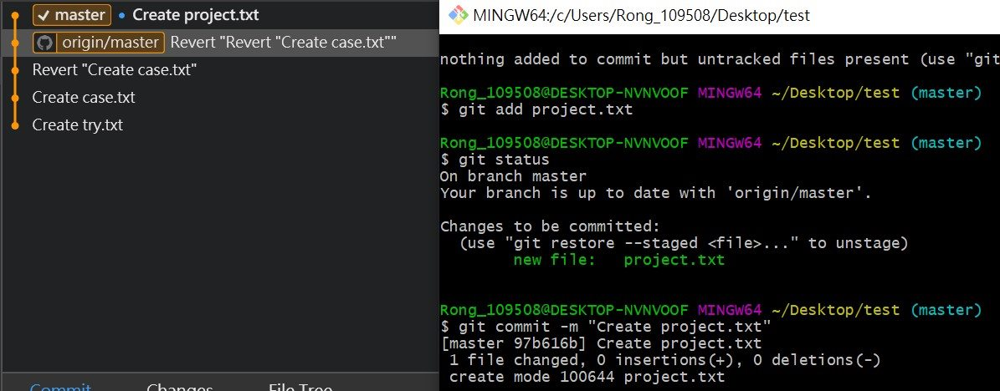 master Create project.txt
origin/master Revert "Revert "Create case.txt""
Revert "Create case.txt"
Create case.txt
Create try.txt
Commit Changes File Tree
MINGW64:/c/Users/Rong_109508/Desktop/test
nothing added to commit but untracked files present (use "git
Rong_109508@DESKTOP-NVNVOOF MINGW64 ~/Desktop/test (master)
$ git add project.txt
Rong_109508@DESKTOP-NVNVOOF MINGW64 ~/Desktop/test (master)
$ git status
On branch master
Your branch is up to date with 'origin/master'.
Changes to be committed:
(use "git restore --staged <file>..." to unstage)
new file: project.txt
Rong_109508@DESKTOP-NVNVOOF MINGW64 ~/Desktop/test (master)
$ git commit -m "Create project.txt"
[master 97b616b] Create project.txt
1 file changed, 0 insertions(+), 0 deletions(-)
create mode 100644 project.txt